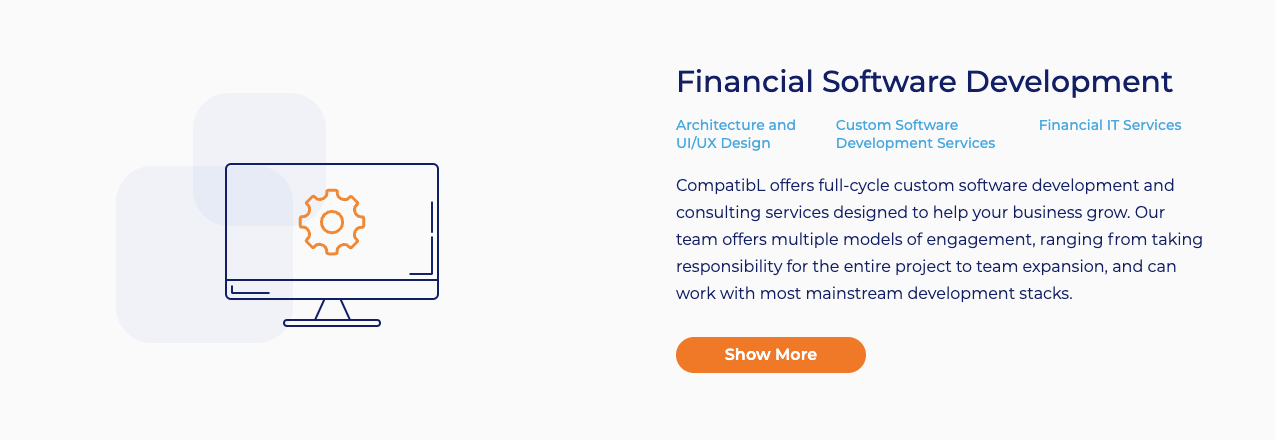 Financial Software Development
Architecture and
UI/UX Design
Custom Software
Development Services
Financial IT Services
CompatibL offers full-cycle custom software development and
consulting services designed to help your business grow. Our
team offers multiple models of engagement, ranging from taking
responsibility for the entire project to team expansion, and can
work with most mainstream development stacks.
Show More